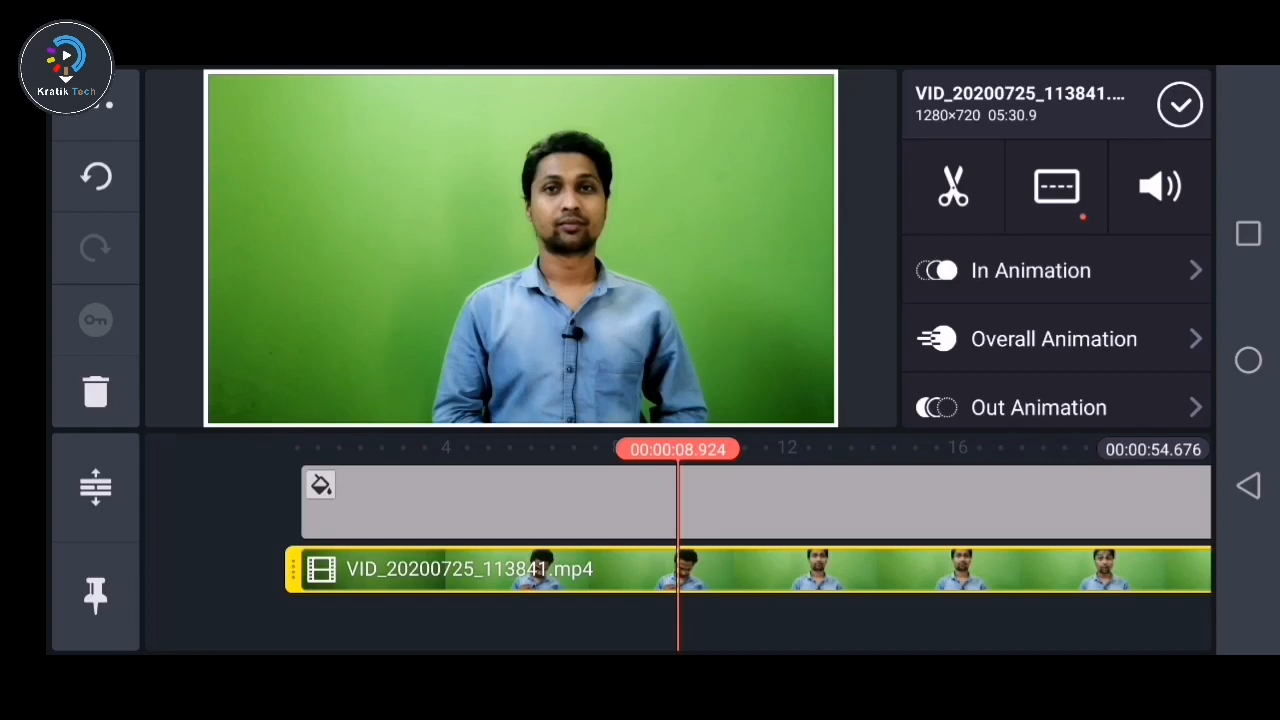 Kratik Tech
VID_20200725_113841....
1280×720 05:30.9
In Animation
Overall Animation
Out Animation
4
00:00:08.924
12
16
00:00:54.676
VID_20200725_113841.mp4